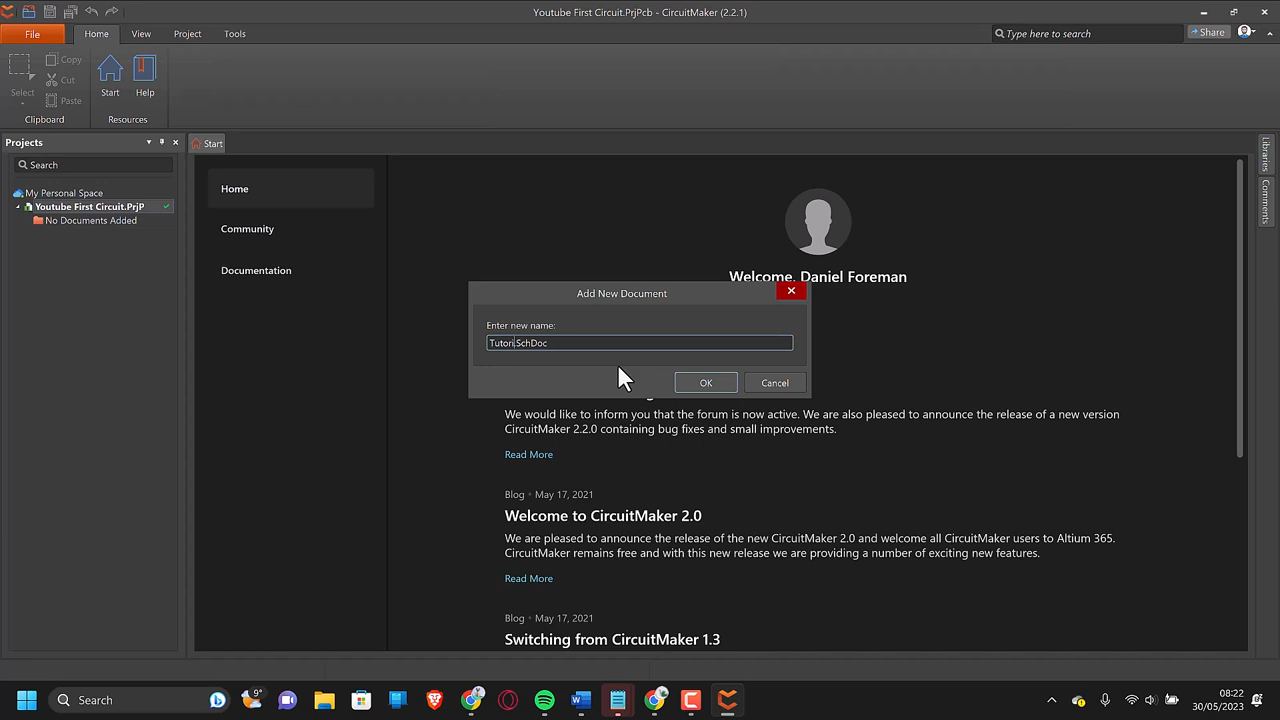 Youtube First Circuit.PrjPcb - CircuitMaker (2.2.1)
File
Home
View
Project
Tools
Type here to search
Share
Select
Copy
Cut
Paste
Start
Help
Clipboard
Resources
Projects
Search
My Personal Space
Youtube First Circuit.PrjP
No Documents Added
Start
Home
Community
Documentation
Welcome, Daniel Foreman
Add New Document
Enter new name:
Tutori.SchDoc
OK
Cancel
We would like to inform you that the forum is now active. We are also pleased to announce the release of a new version
CircuitMaker 2.2.0 containing bug fixes and small improvements.
Read More
Blog • May 17, 2021
Welcome to CircuitMaker 2.0
We are pleased to announce the release of the new CircuitMaker 2.0 and welcome all CircuitMaker users to Altium 365.
CircuitMaker remains free and with this new release we are providing a number of exciting new features.
Read More
Blog • May 17, 2021
Switching from CircuitMaker 1.3
Libraries
Comments
Search
9°
08:22
30/05/2023